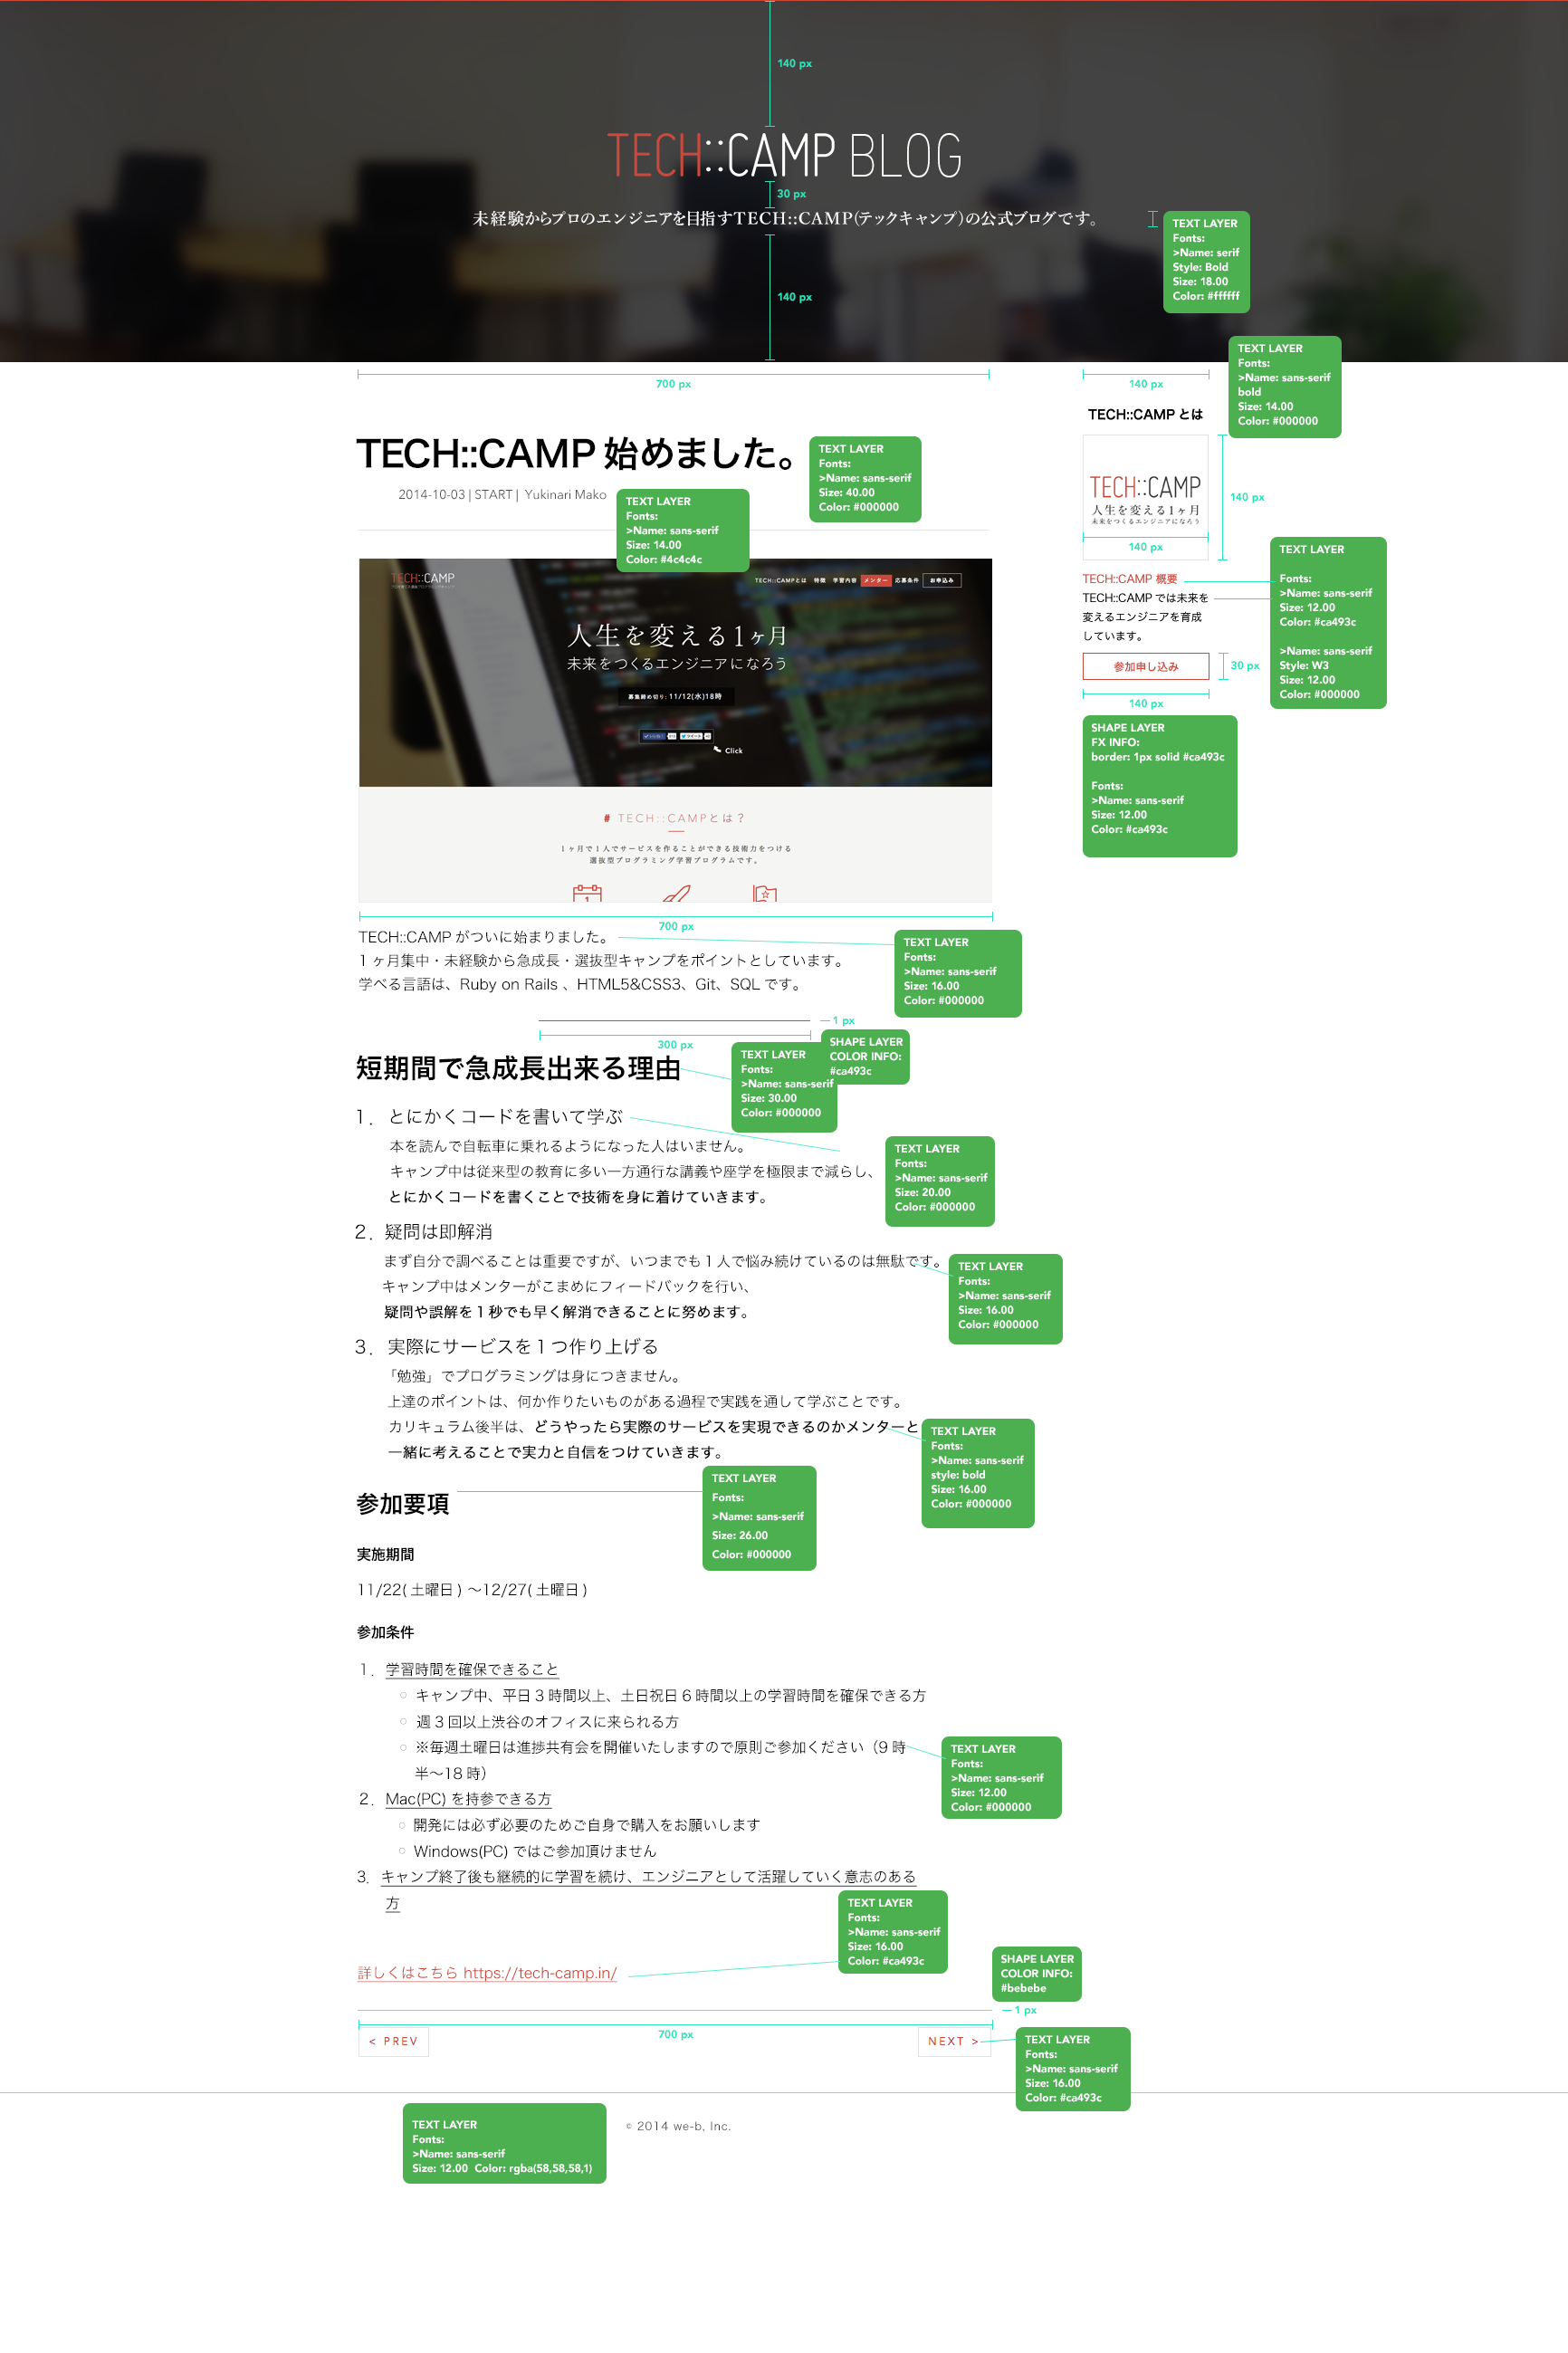 140 px
TECH::CAMP BLOG
30 px
未経験からプロのエンジニアを目指すTECH::CAMP(テックキャンプ)の公式ブログです。
TEXT LAYER
Fonts:
>Name: serif
Style: Bold
Size: 18.00
Color: #ffffff
140 px
700 px
140 px
TEXT LAYER
Fonts:
>Name: sans-serif
bold
Size: 14.00
Color: #000000
TECH::CAMP とは
TECH::CAMP 始めました。
TEXT LAYER
Fonts:
>Name: sans-serif
Size: 40.00
Color: #000000
2014-10-03 | START | Yukinari Mako
TEXT LAYER
Fonts:
>Name: sans-serif
Size: 14.00
Color: #4c4c4c
TECH::CAMP
人生を変える1ヶ月
未来をつくるエンジニアになろう
140 px
140 px
TEXT LAYER
Fonts:
>Name: sans-serif
Size: 12.00
Color: #ca493c
>Name: sans-serif
Style: W3
Size: 12.00
Color: #000000
TECH::CAMP 概要
TECH::CAMP では未来を
変えるエンジニアを育成
しています。
参加申し込み
30 px
140 px
SHAPE LAYER
FX INFO:
border: 1px solid #ca493c
Fonts:
>Name: sans-serif
Size: 12.00
Color: #ca493c
TECH::CAMP
TECH::CAMPとは 特徴 学習内容 メンター 応募条件 お申込み
人生を変える1ヶ月
未来をつくるエンジニアになろう
募集締め切り: 11/12(水)18時
Click
# TECH::CAMPとは？
1ヶ月で1人でサービスを作ることができる技術力をつける
選抜型プログラミング学習プログラムです。
700 px
TECH::CAMP がついに始まりました。
1 ヶ月集中・未経験から急成長・選抜型キャンプをポイントとしています。
学べる言語は、Ruby on Rails 、HTML5&CSS3、Git、SQL です。
TEXT LAYER
Fonts:
>Name: sans-serif
Size: 16.00
Color: #000000
1 px
300 px
SHAPE LAYER
COLOR INFO:
#ca493c
短期間で急成長出来る理由
TEXT LAYER
Fonts:
>Name: sans-serif
Size: 30.00
Color: #000000
1. とにかくコードを書いて学ぶ
本を読んで自転車に乗れるようになった人はいません。
キャンプ中は従来型の教育に多い一方通行な講義や座学を極限まで減らし、
とにかくコードを書くことで技術を身に着けていきます。
TEXT LAYER
Fonts:
>Name: sans-serif
Size: 20.00
Color: #000000
2. 疑問は即解消
まず自分で調べることは重要ですが、いつまでも 1 人で悩み続けているのは無駄です。
キャンプ中はメンターがこまめにフィードバックを行い、
疑問や誤解を 1 秒でも早く解消できることに努めます。
TEXT LAYER
Fonts:
>Name: sans-serif
Size: 16.00
Color: #000000
3. 実際にサービスを 1 つ作り上げる
「勉強」でプログラミングは身につきません。
上達のポイントは、何か作りたいものがある過程で実践を通して学ぶことです。
カリキュラム後半は、どうやったら実際のサービスを実現できるのかメンターと
一緒に考えることで実力と自信をつけていきます。
TEXT LAYER
Fonts:
>Name: sans-serif
style: bold
Size: 16.00
Color: #000000
参加要項
TEXT LAYER
Fonts:
>Name: sans-serif
Size: 26.00
Color: #000000
実施期間
11/22( 土曜日 ) 〜12/27( 土曜日 )
参加条件
1. 学習時間を確保できること
○ キャンプ中、平日 3 時間以上、土日祝日 6 時間以上の学習時間を確保できる方
○ 週 3 回以上渋谷のオフィスに来られる方
○ ※毎週土曜日は進捗共有会を開催いたしますので原則ご参加ください（9 時
半〜18 時）
TEXT LAYER
Fonts:
>Name: sans-serif
Size: 12.00
Color: #000000
2. Mac(PC) を持参できる方
○ 開発には必ず必要のためご自身で購入をお願いします
○ Windows(PC) ではご参加頂けません
3. キャンプ終了後も継続的に学習を続け、エンジニアとして活躍していく意志のある
方
TEXT LAYER
Fonts:
>Name: sans-serif
Size: 16.00
Color: #ca493c
詳しくはこちら https://tech-camp.in/
SHAPE LAYER
COLOR INFO:
#bebebe
1 px
700 px
< PREV
NEXT >
TEXT LAYER
Fonts:
>Name: sans-serif
Size: 16.00
Color: #ca493c
TEXT LAYER
Fonts:
>Name: sans-serif
Size: 12.00 Color: rgba(58,58,58,1)
© 2014 we-b, Inc.